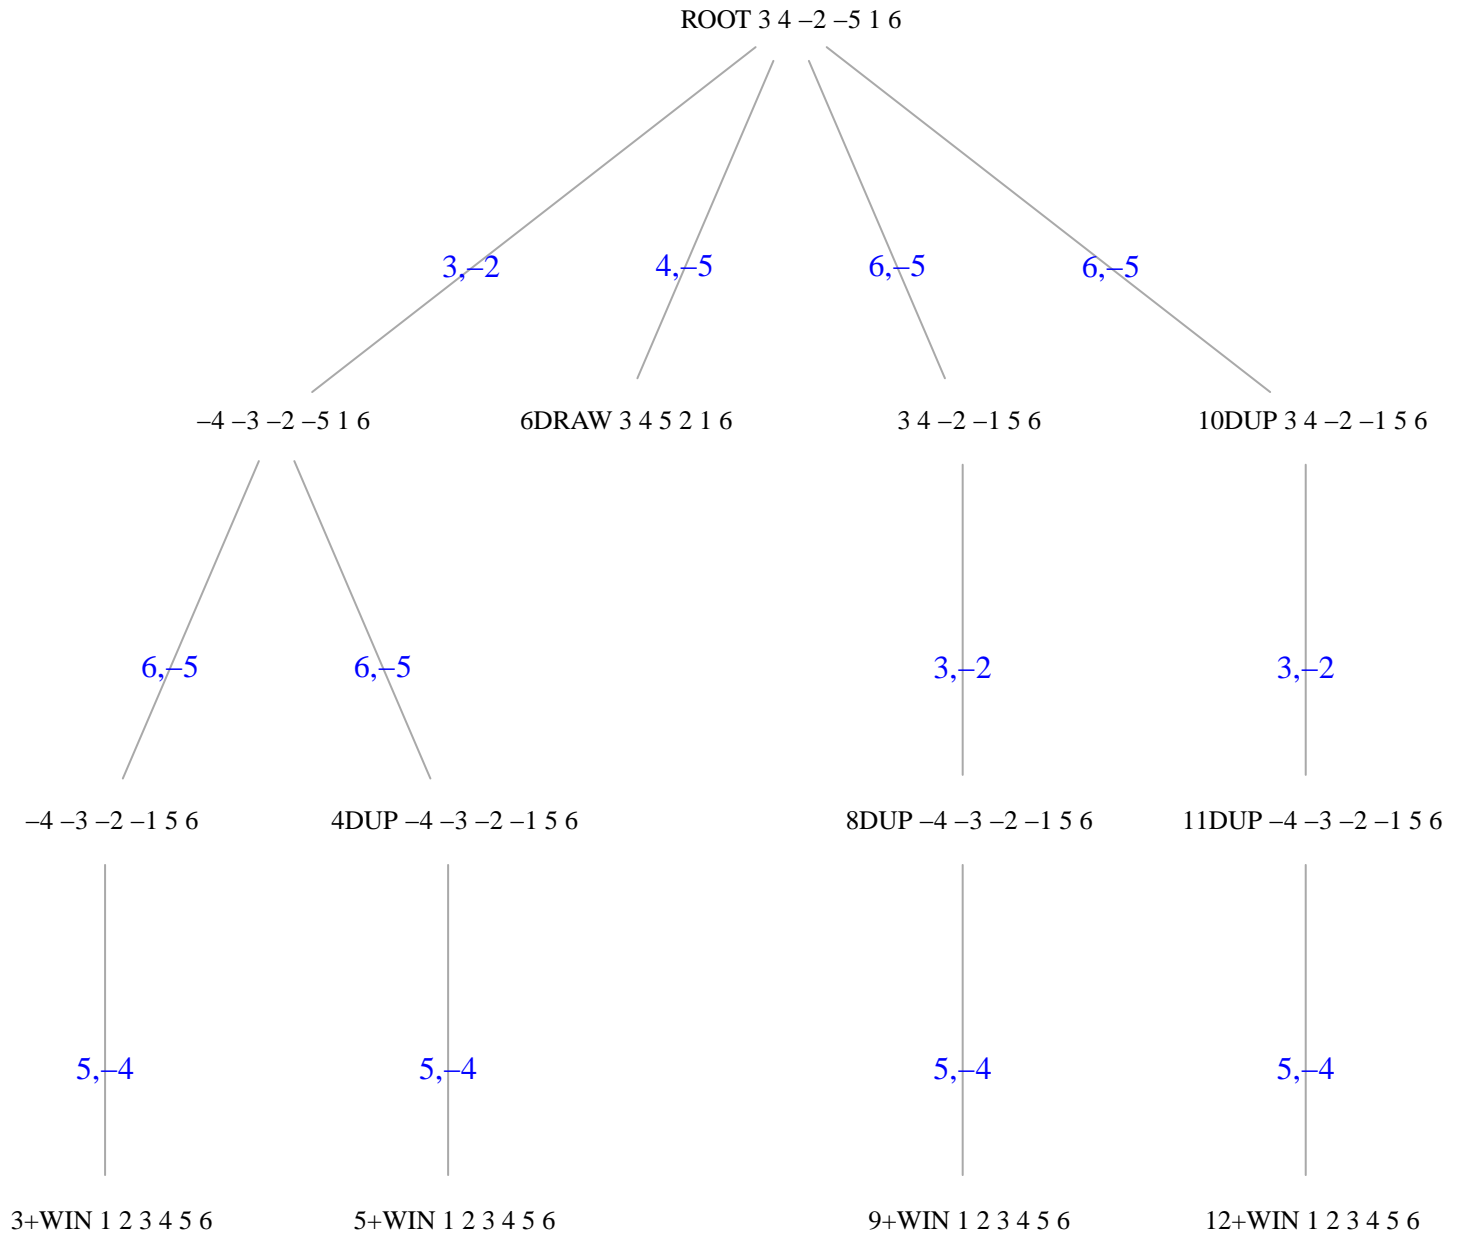 ROOT 3 4 –2 –5 1 6
3,–2
4,–5
6,–5
6,–5
–4 –3 –2 –5 1 6
6DRAW 3 4 5 2 1 6
3 4 –2 –1 5 6
10DUP 3 4 –2 –1 5 6
6,–5
6,–5
3,–2
3,–2
–4 –3 –2 –1 5 6
4DUP –4 –3 –2 –1 5 6
8DUP –4 –3 –2 –1 5 6
11DUP –4 –3 –2 –1 5 6
5,–4
5,–4
5,–4
5,–4
3+WIN 1 2 3 4 5 6
5+WIN 1 2 3 4 5 6
9+WIN 1 2 3 4 5 6
12+WIN 1 2 3 4 5 6